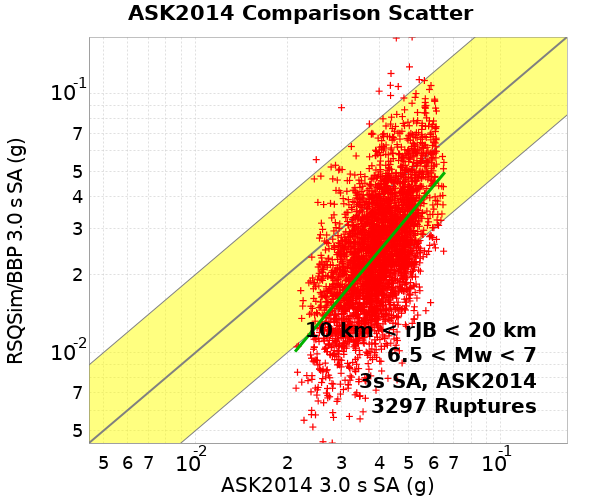 ASK2014 Comparison Scatter
RSQSim/BBP 3.0 s SA (g)
10-1
7
5
4
3
2
10-2
7
5
10 km < rJB < 20 km
6.5 < Mw < 7
3s SA, ASK2014
3297 Ruptures
5 6 7 10-2 2 3 4 5 6 7 10-1
ASK2014 3.0 s SA (g)